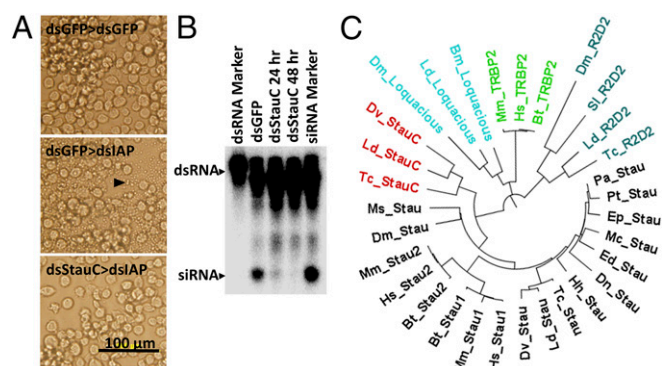 A
dsGFP>dsGFP
dsGFP>dsIAP
dsStauC>dsIAP
100 µm
B
dsRNA Marker
dsGFP
dsStauC 24 hr
dsStauC 48 hr
siRNA Marker
dsRNA
siRNA
C
Dm_Loquacious
Ld_Loquacious
Bm_Loquacious
Mm_TRBP2
Hs_TRBP2
Bt_TRBP2
Dm_R2D2
Sl_R2D2
Ld_R2D2
Tc_R2D2
Pa_Stau
Pt_Stau
Ep_Stau
Mc_Stau
Ed_Stau
Dn_Stau
Hh_Stau
Tc_Stau
Ld_Stau
Dv_Stau
Hs_Stau1
Mm_Stau1
Bt_Stau1
Bt_Stau2
Hs_Stau2
Mm_Stau2
Dm_Stau
Ms_Stau
Tc_StauC
Ld_StauC
Dv_StauC